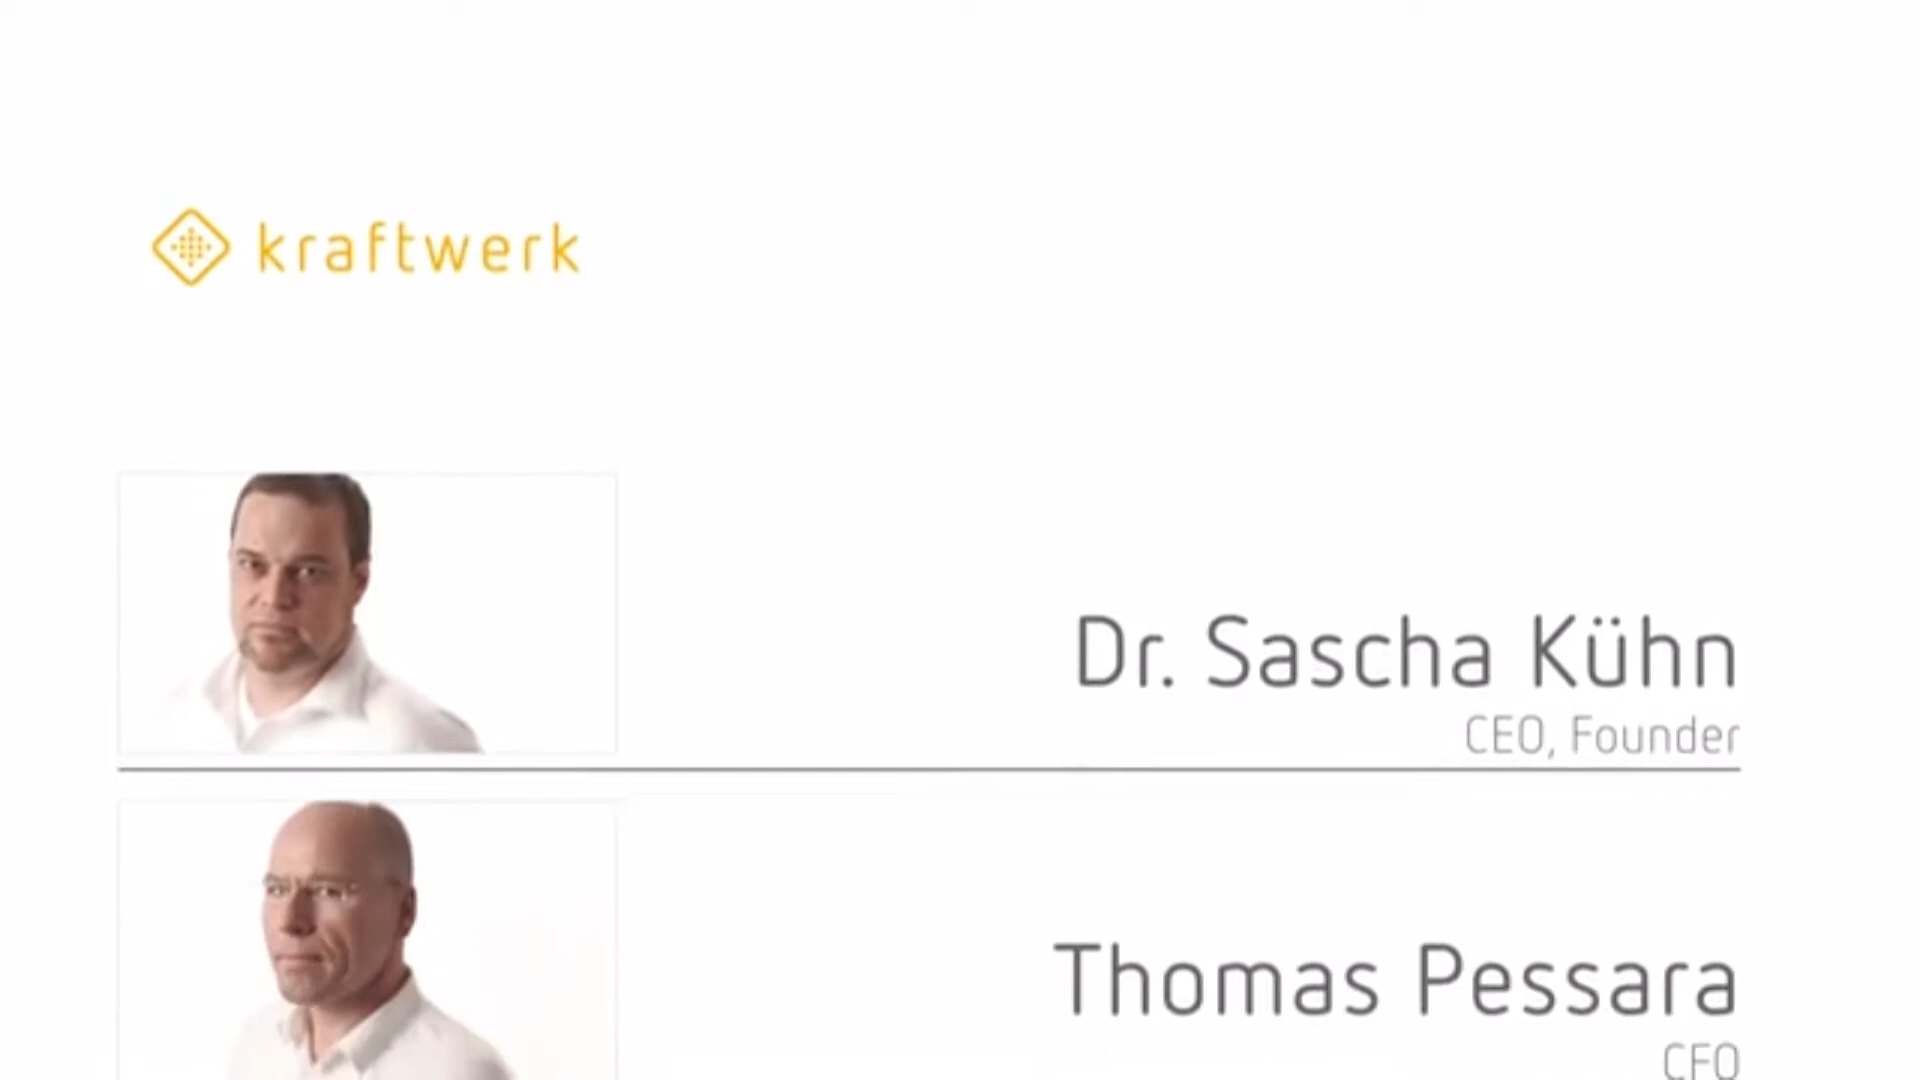 kraftwerk
Dr. Sascha Kühn
CEO, Founder
Thomas Pessara
CFO